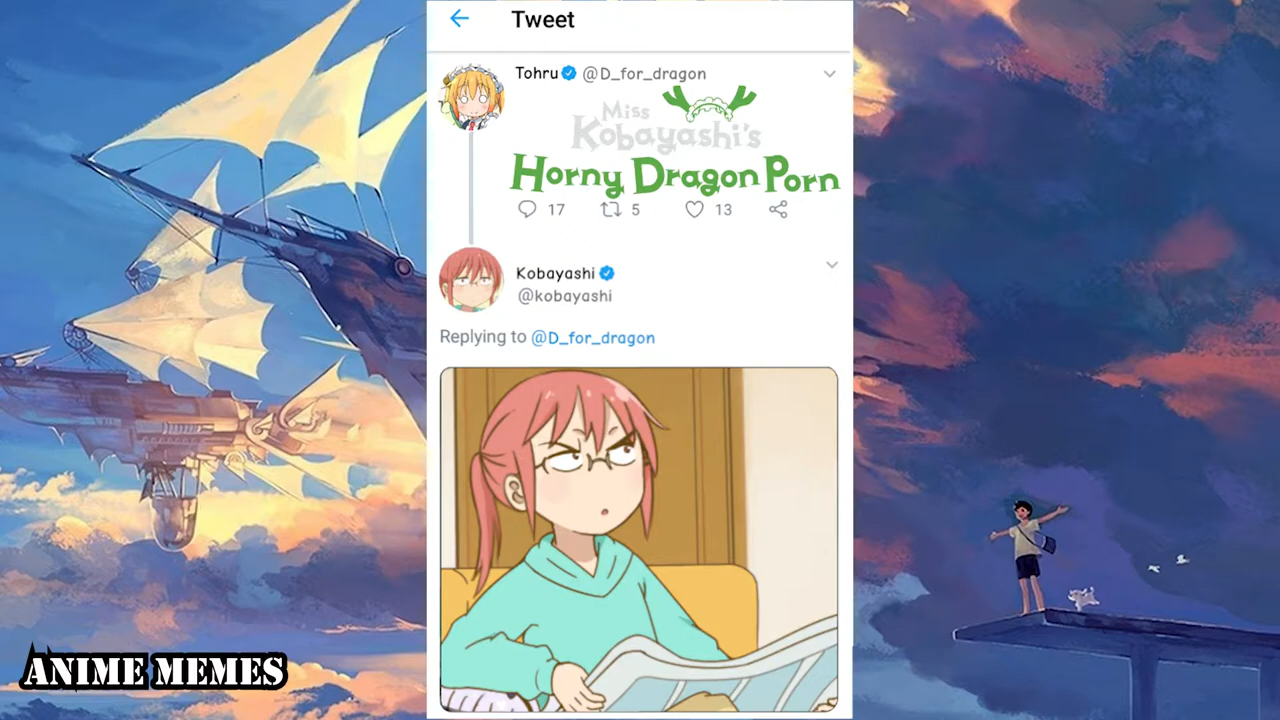 Tweet
Tohru @D_for_dragon
Miss
Kobayashi's
Horny Dragon Porn
17 5 13
Kobayashi
@kobayashi
Replying to @D_for_dragon
ANIME MEMES